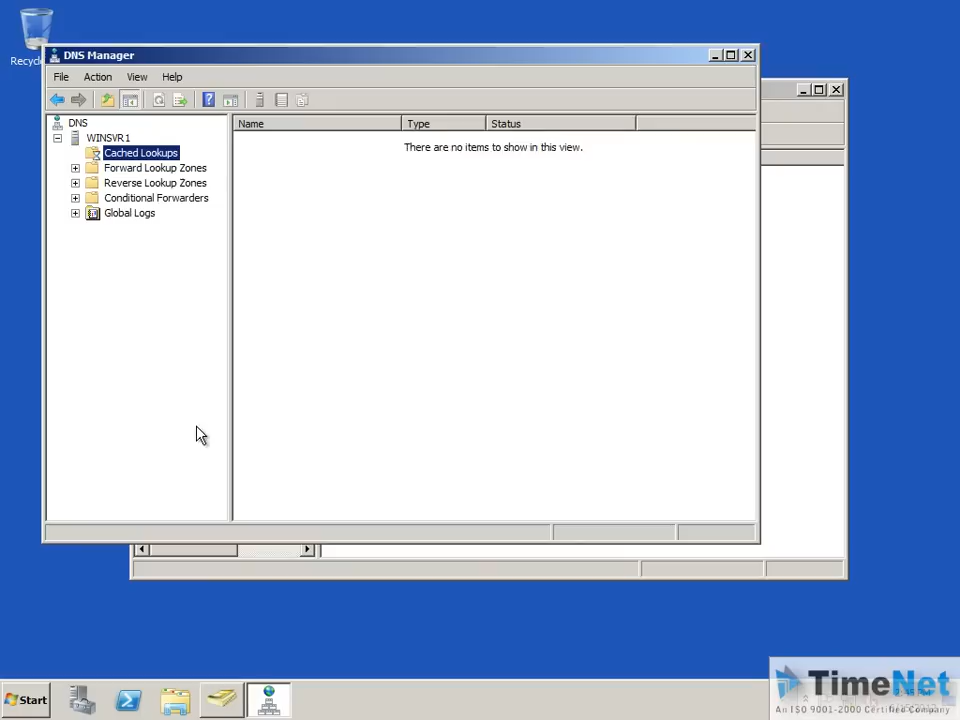 Recycle
DNS Manager
File Action View Help
Name Type Status
DNS
WINSVR1
Cached Lookups
Forward Lookup Zones
Reverse Lookup Zones
Conditional Forwarders
Global Logs
There are no items to show in this view.
Start
TimeNet
An ISO 9001-2000 Certified Company